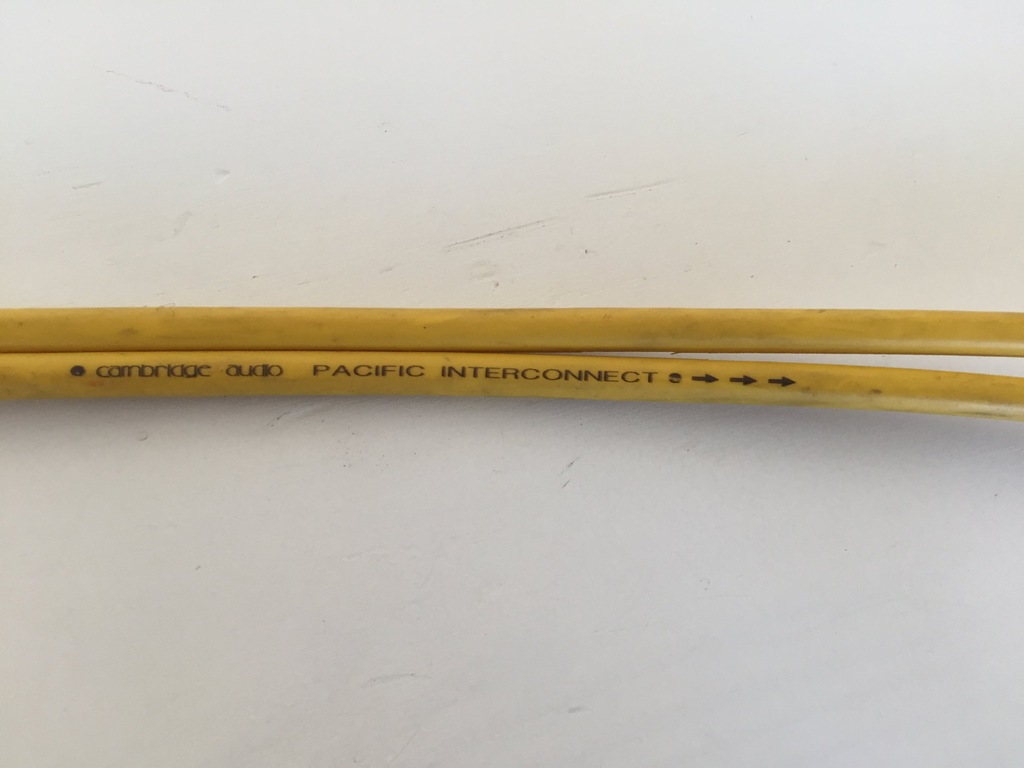 cambridge audio PACIFIC INTERCONNECT → → →